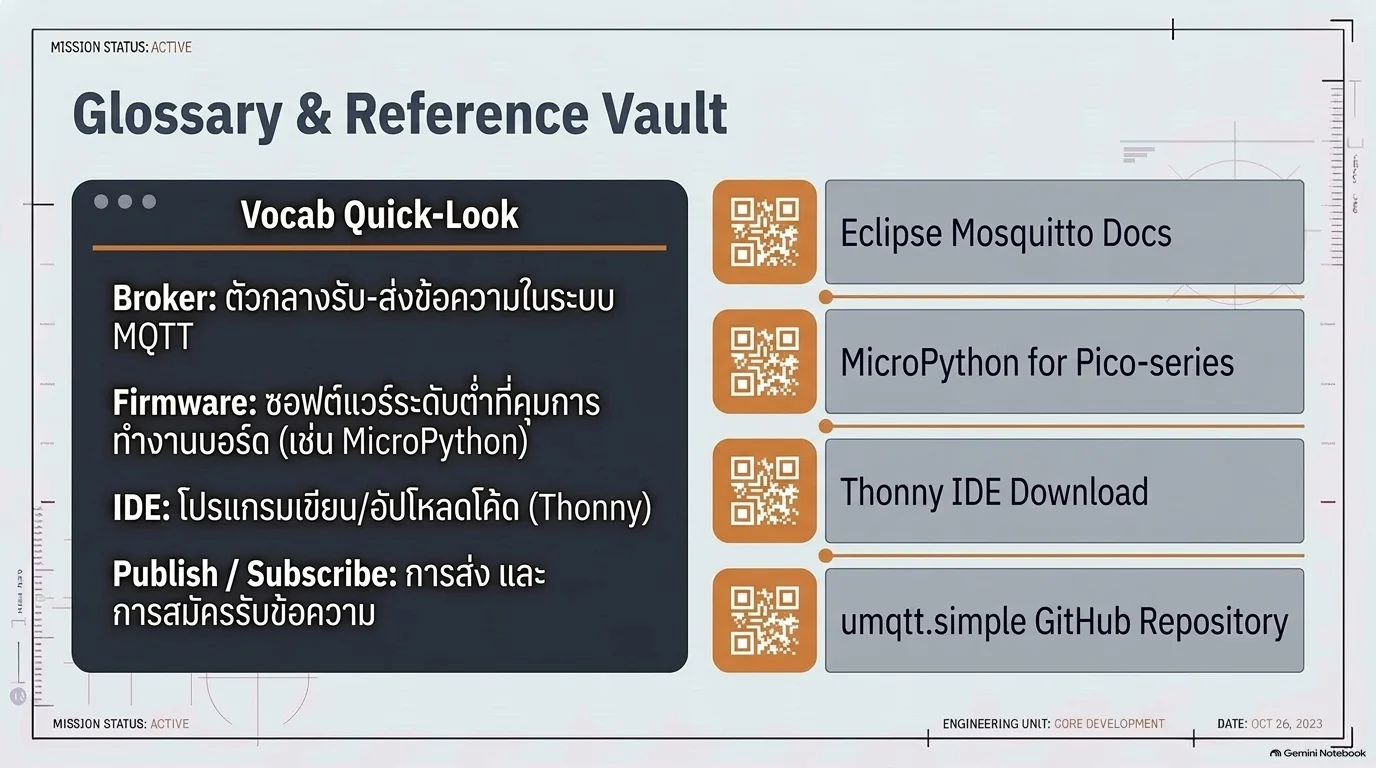 MISSION STATUS: ACTIVE
Glossary & Reference Vault
Vocab Quick-Look
Broker: ตัวกลางรับ-ส่งข้อความในระบบ
MQTT
Firmware: ซอฟต์แวร์ระดับต่ำที่คุมการ
ทำงานบอร์ด (เช่น MicroPython)
IDE: โปรแกรมเขียน/อัปโหลดโค้ด (Thonny)
Publish / Subscribe: การส่ง และ
การสมัครรับข้อความ
Eclipse Mosquitto Docs
MicroPython for Pico-series
Thonny IDE Download
umqtt.simple GitHub Repository
MISSION STATUS: ACTIVE
ENGINEERING UNIT: CORE DEVELOPMENT
DATE: OCT 26, 2023
Gemini Notebook